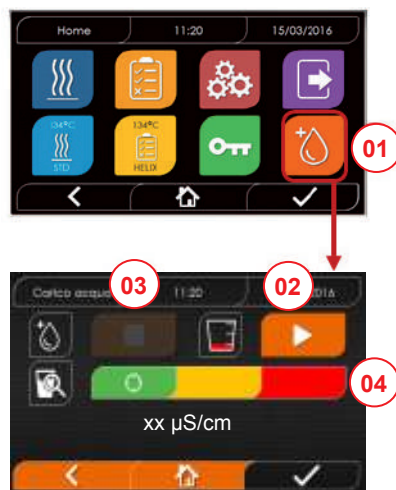 Home 11:20 15/03/2016
134°C 134°C
STD HELIX
01
03 02
Carico acqua 11:20 2016
04
xx µS/cm